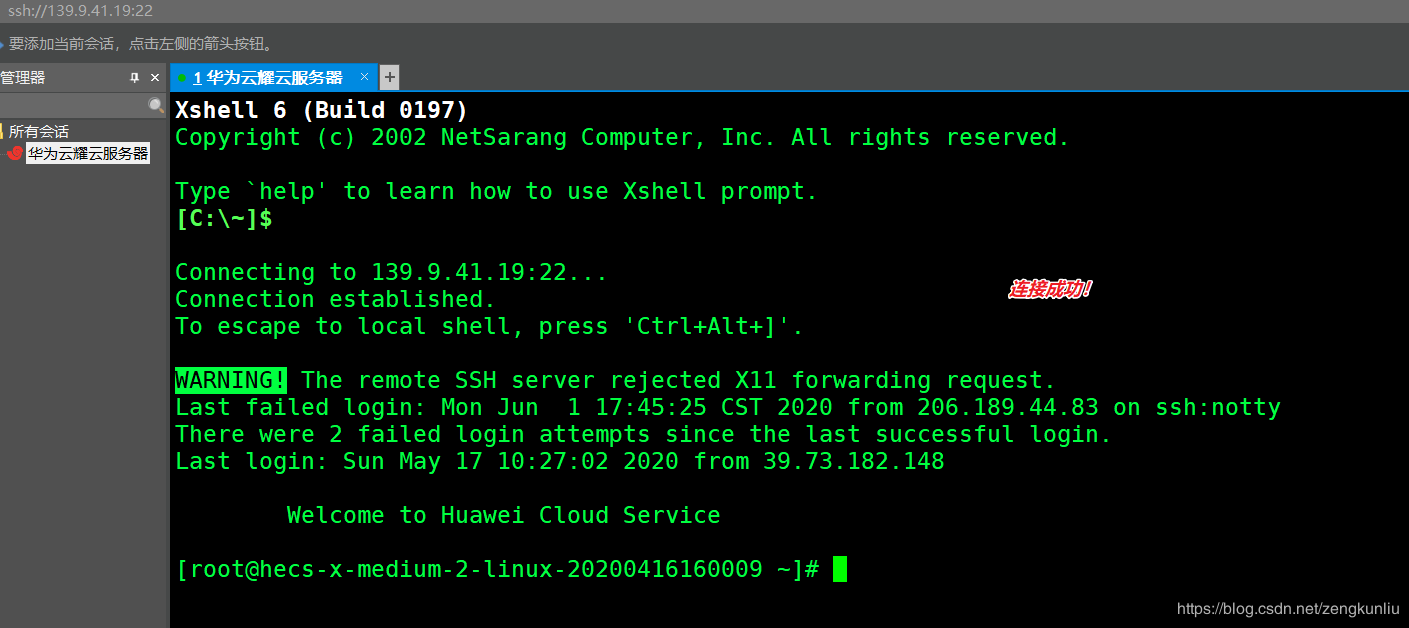 ssh://139.9.41.19:22
要添加当前会话，点击左侧的箭头按钮。
管理器
1 华为云耀云服务器
所有会话
华为云耀云服务器
Xshell 6 (Build 0197)
Copyright (c) 2002 NetSarang Computer, Inc. All rights reserved.
Type `help' to learn how to use Xshell prompt.
[C:\~]$
Connecting to 139.9.41.19:22...
Connection established.
To escape to local shell, press 'Ctrl+Alt+]'.
连接成功！
WARNING! The remote SSH server rejected X11 forwarding request.
Last failed login: Mon Jun  1 17:45:25 CST 2020 from 206.189.44.83 on ssh:notty
There were 2 failed login attempts since the last successful login.
Last login: Sun May 17 10:27:02 2020 from 39.73.182.148
Welcome to Huawei Cloud Service
[root@hecs-x-medium-2-linux-20200416160009 ~]#
https://blog.csdn.net/zengkunliu